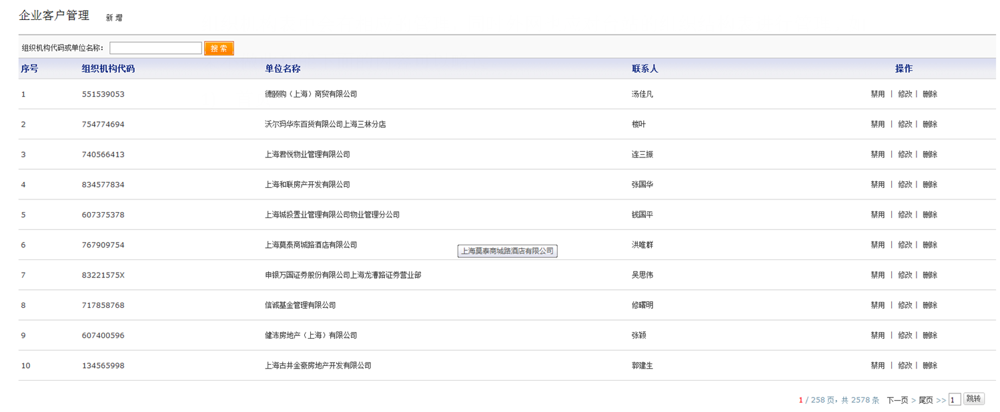 企业客户管理 新 增
组织机构代码或单位名称: 搜 索
序号 组织机构代码 单位名称 联系人 操作
1 551539053 德颐购（上海）商贸有限公司 汤佳凡 禁用 | 修改 | 删除
2 754774694 沃尔玛华东百货有限公司上海三林分店 楼叶 禁用 | 修改 | 删除
3 740566413 上海君悦物业管理有限公司 连三振 禁用 | 修改 | 删除
4 834577834 上海和联房产开发有限公司 张国华 禁用 | 修改 | 删除
5 607375378 上海城投置业管理有限公司物业管理分公司 钱国平 禁用 | 修改 | 删除
6 767909754 上海莫泰商城路酒店有限公司 洪唯群 禁用 | 修改 | 删除
上海莫泰商城路酒店有限公司
7 83221575X 申银万国证券股份有限公司上海龙漕路证券营业部 吴思伟 禁用 | 修改 | 删除
8 717858768 信诚基金管理有限公司 修曙明 禁用 | 修改 | 删除
9 607400596 健沛房地产（上海）有限公司 张颖 禁用 | 修改 | 删除
10 134565998 上海古井金豪房地产开发有限公司 郭建生 禁用 | 修改 | 删除
1 / 258 页，共 2578 条 下一页 > 尾页 >> 1 跳转